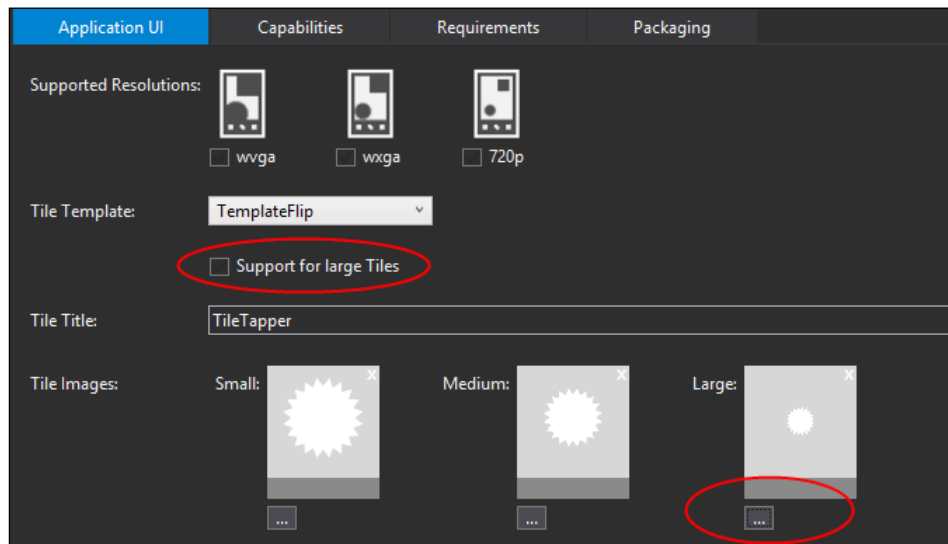 Application UI Capabilities Requirements Packaging
Supported Resolutions:
wvga wxga 720p
Tile Template: TemplateFlip
Support for large Tiles
Tile Title: TileTapper
Tile Images: Small: x Medium: x Large: x
... ... ...